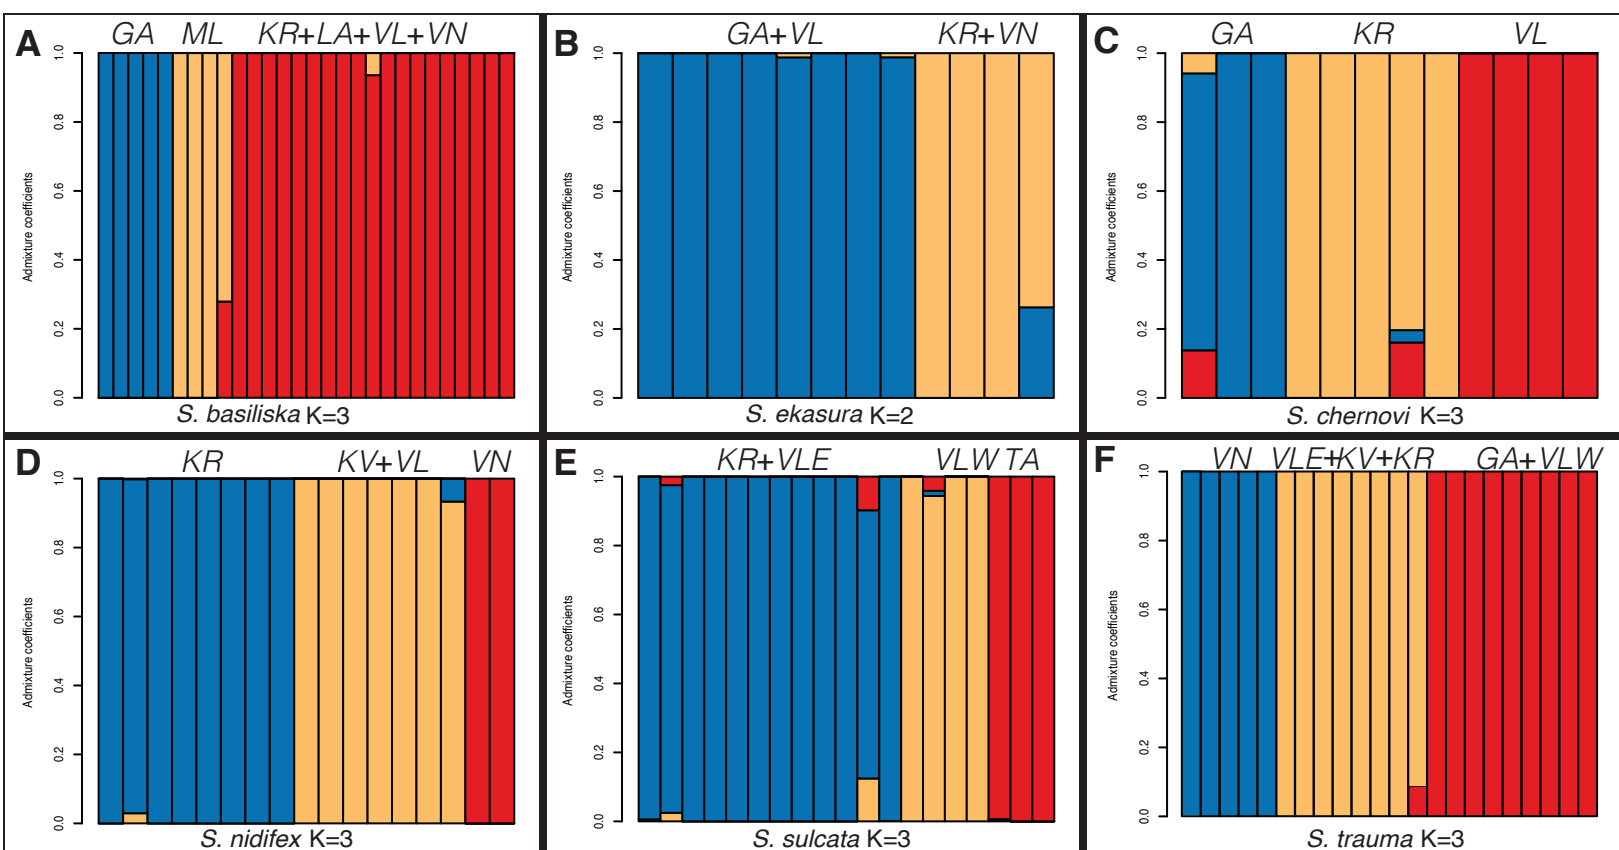 A
GA ML KR+LA+VL+VN
Admixture coefficients
1.0
0.8
0.6
0.4
0.2
0.0
S. basiliska K=3
B
GA+VL KR+VN
Admixture coefficients
1.0
0.8
0.6
0.4
0.2
0.0
S. ekasura K=2
C
GA KR VL
Admixture coefficients
1.0
0.8
0.6
0.4
0.2
0.0
S. chernovi K=3
D
KR KV+VL VN
Admixture coefficients
1.0
0.8
0.6
0.4
0.2
0.0
S. nidifex K=3
E
KR+VLE VLW TA
Admixture coefficients
1.0
0.8
0.6
0.4
0.2
0.0
S. sulcata K=3
F
VN VLE+KV+KR GA+VLW
Admixture coefficients
1.0
0.8
0.6
0.4
0.2
0.0
S. trauma K=3